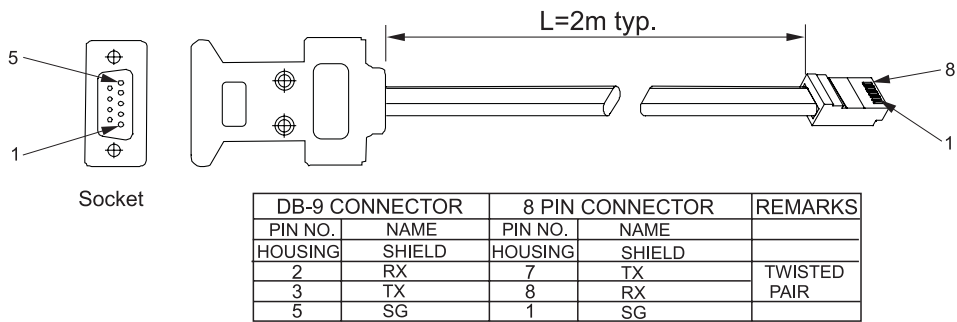 L=2m typ.
5
1
8
1
Socket
DB-9 CONNECTOR 8 PIN CONNECTOR REMARKS
PIN NO. NAME PIN NO. NAME
HOUSING SHIELD HOUSING SHIELD
2 RX 7 TX TWISTED
3 TX 8 RX PAIR
5 SG 1 SG